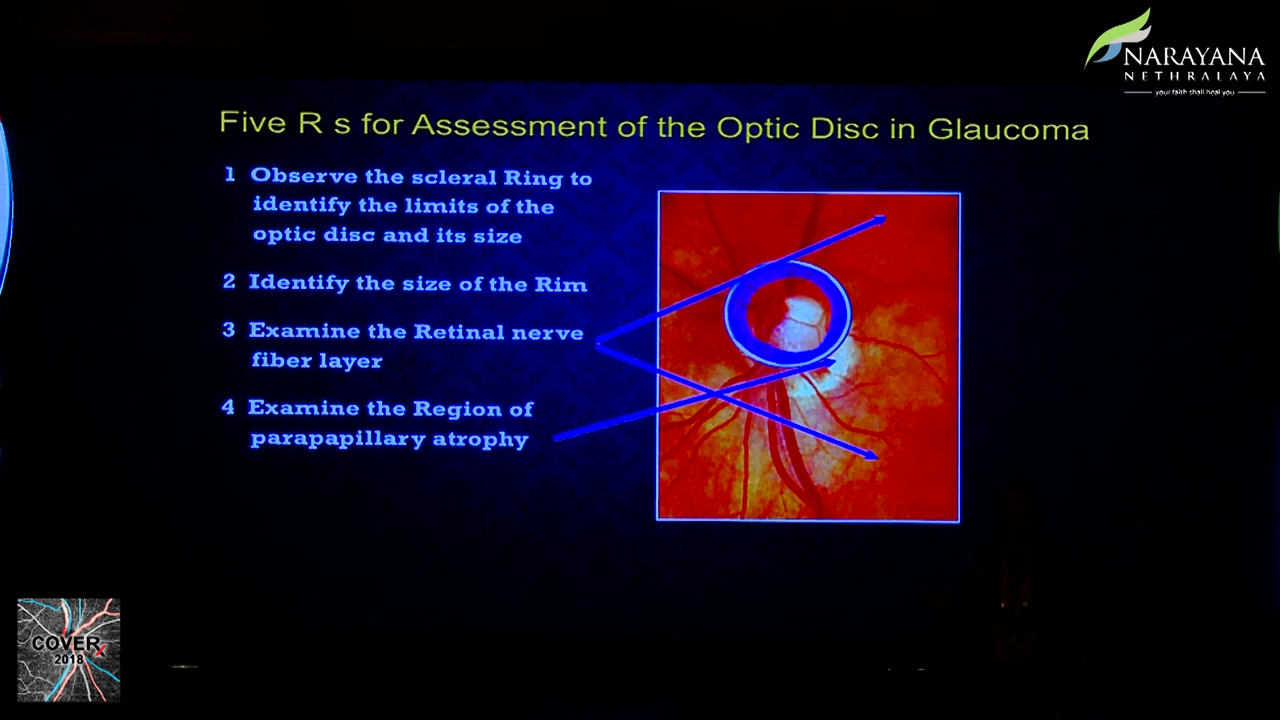 NARAYANA
NETHRALAYA
your faith shall heal you
Five R s for Assessment of the Optic Disc in Glaucoma
1 Observe the scleral Ring to
identify the limits of the
optic disc and its size
2 Identify the size of the Rim
3 Examine the Retinal nerve
fiber layer
4 Examine the Region of
parapapillary atrophy
COVER x
2018